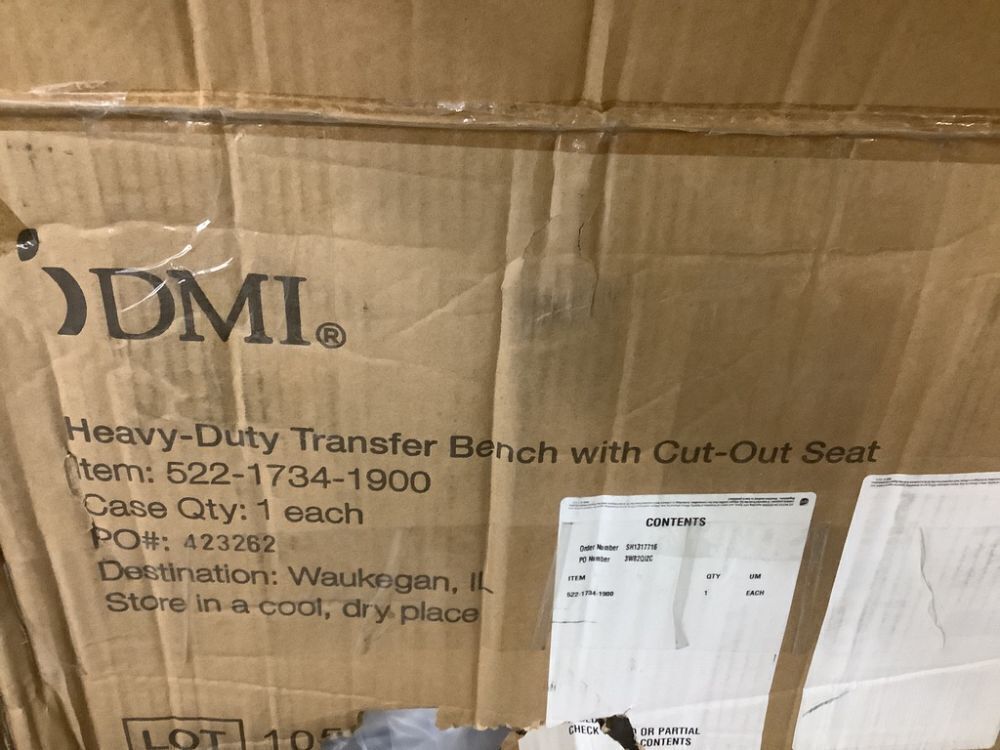 DMI®
Heavy-Duty Transfer Bench with Cut-Out Seat
Item: 522-1734-1900
Case Qty: 1 each
PO#: 423262
Destination: Waukegan, IL
Store in a cool, dry place
LOT 10
CONTENTS
Order Number SH1317716
PO Number
ITEM QTY UM
522-1734-1900 1 EACH
CHECK OR PARTIAL
CONTENTS